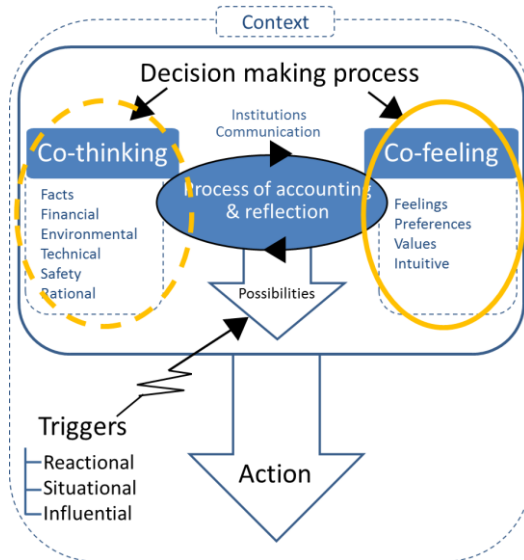 Context
Decision making process
Institutions
Communication
Co-thinking
Co-feeling
Process of accounting
& reflection
Facts
Financial
Environmental
Technical
Safety
Rational
Feelings
Preferences
Values
Intuitive
Possibilities
Triggers
Reactional
Situational
Influential
Action